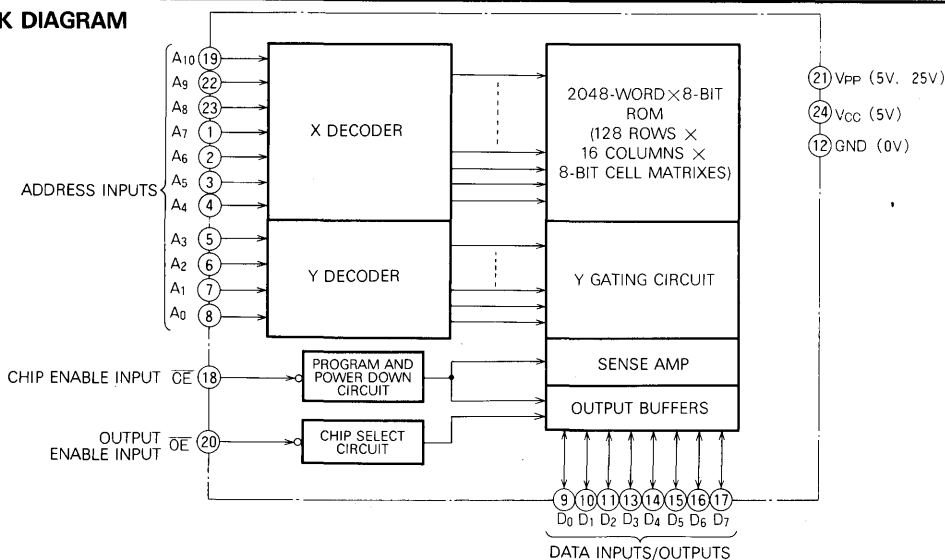 K DIAGRAM
A10 19
A9 22
A8 23
A7 1
A6 2
A5 3
A4 4
A3 5
A2 6
A1 7
A0 8
ADDRESS INPUTS
X DECODER
Y DECODER
2048-WORD×8-BIT
ROM
(128 ROWS ×
16 COLUMNS ×
8-BIT CELL MATRIXES)
Y GATING CIRCUIT
SENSE AMP
OUTPUT BUFFERS
21 VPP (5V, 25V)
24 VCC (5V)
12 GND (0V)
CHIP ENABLE INPUT C̅E̅ 18
PROGRAM AND
POWER DOWN
CIRCUIT
OUTPUT
ENABLE INPUT
O̅E̅ 20
CHIP SELECT
CIRCUIT
9 10 11 13 14 15 16 17
D0 D1 D2 D3 D4 D5 D6 D7
DATA INPUTS/OUTPUTS